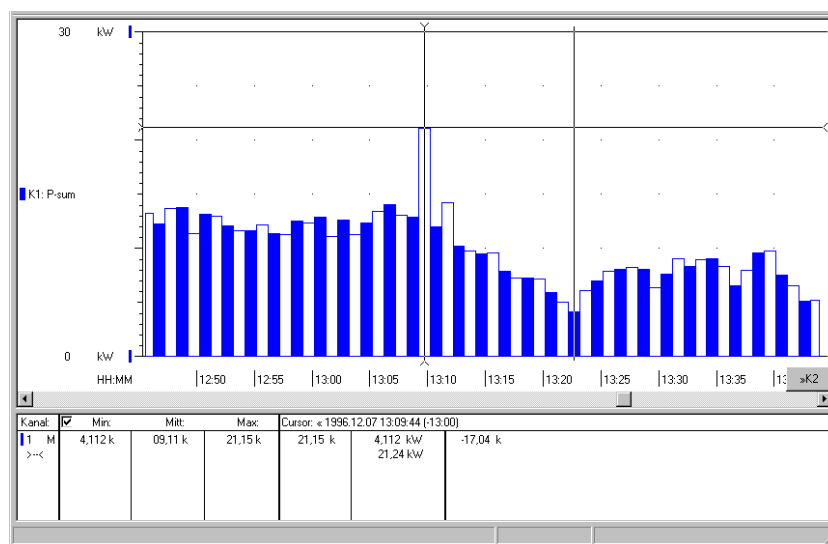 30 kW
K1: P-sum
0 kW
HH:MM 12:50 12:55 13:00 13:05 13:10 13:15 13:20 13:25 13:30 13:35 13: »K2
Kanal: Min: Mitt: Max: Cursor: « 1996.12.07 13:09:44 (-13:00)
1 M 4,112 k 09,11 k 21,15 k 21,15 k 4,112 kW -17,04 k
>--< 21,24 kW